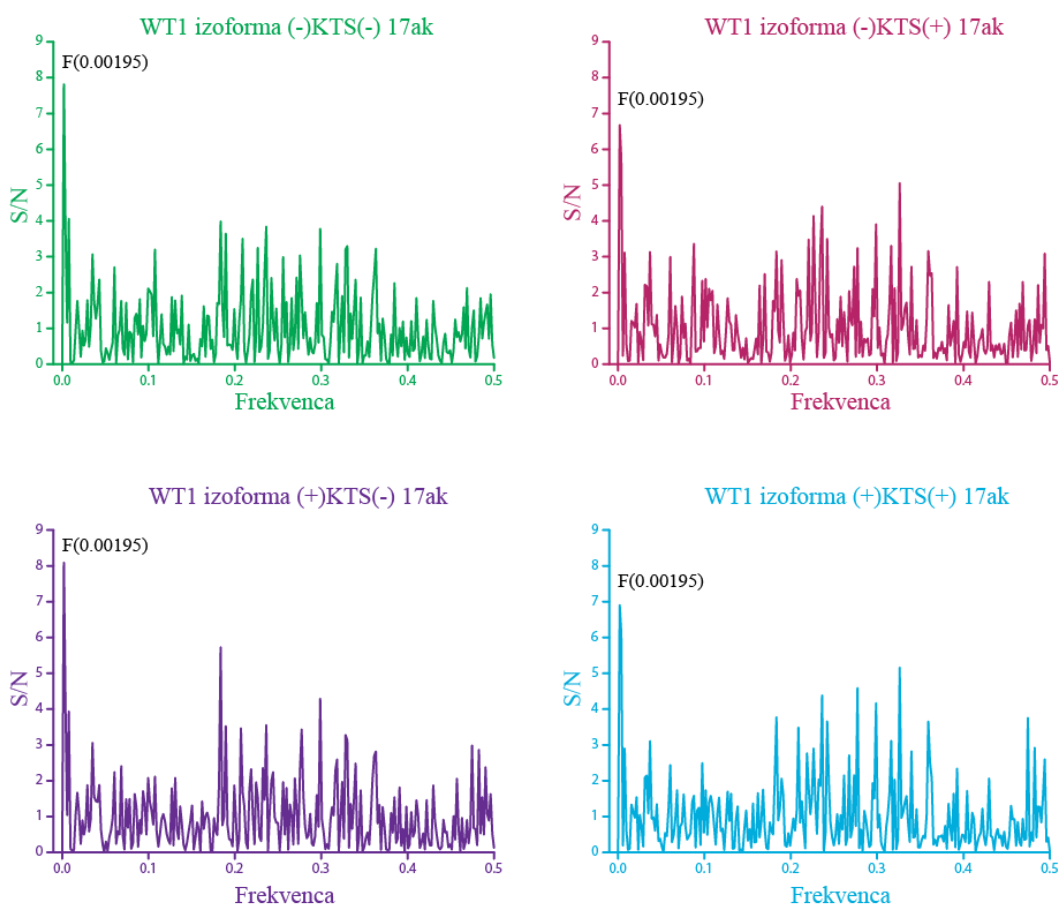 WT1 izoforma (-)KTS(-) 17ak
9
8
7
6
5
4
3
2
1
0
S/N
F(0.00195)
0.0 0.1 0.2 0.3 0.4 0.5
Frekvenca
WT1 izoforma (-)KTS(+) 17ak
9
8
7
6
5
4
3
2
1
0
S/N
F(0.00195)
0.0 0.1 0.2 0.3 0.4 0.5
Frekvenca
WT1 izoforma (+)KTS(-) 17ak
9
8
7
6
5
4
3
2
1
0
S/N
F(0.00195)
0.0 0.1 0.2 0.3 0.4 0.5
Frekvenca
WT1 izoforma (+)KTS(+) 17ak
9
8
7
6
5
4
3
2
1
0
S/N
F(0.00195)
0.0 0.1 0.2 0.3 0.4 0.5
Frekvenca